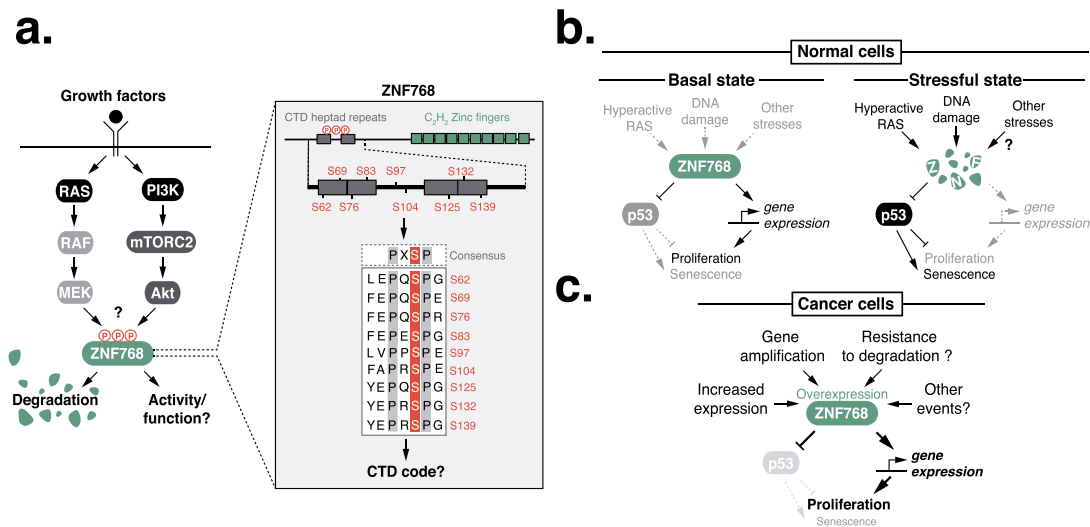 a.
Growth factors
RAS
PI3K
RAF
mTORC2
MEK
Akt
?
P P P
ZNF768
Degradation
Activity/
function?
ZNF768
CTD heptad repeats
C2H2 Zinc fingers
P P P
S69 S83 S97 S132
S62 S76 S104 S125 S139
P X S P Consensus
L E P Q S P G S62
F E P Q S P E S69
F E P Q S P R S76
F E P E S P G S83
L V P P S P E S97
F A P R S P E S104
Y E P Q S P G S125
Y E P R S P G S132
Y E P R S P G S139
CTD code?
b.
Normal cells
Basal state
Hyperactive
RAS
DNA
damage
Other
stresses
ZNF768
p53
gene
expression
Proliferation
Senescence
Stressful state
Hyperactive
RAS
DNA
damage
Other
stresses
?
Z N F
p53
gene
expression
Proliferation
Senescence
c.
Cancer cells
Gene
amplification
Resistance
to degradation ?
Increased
expression
Overexpression
ZNF768
Other
events?
p53
gene
expression
Proliferation
Senescence